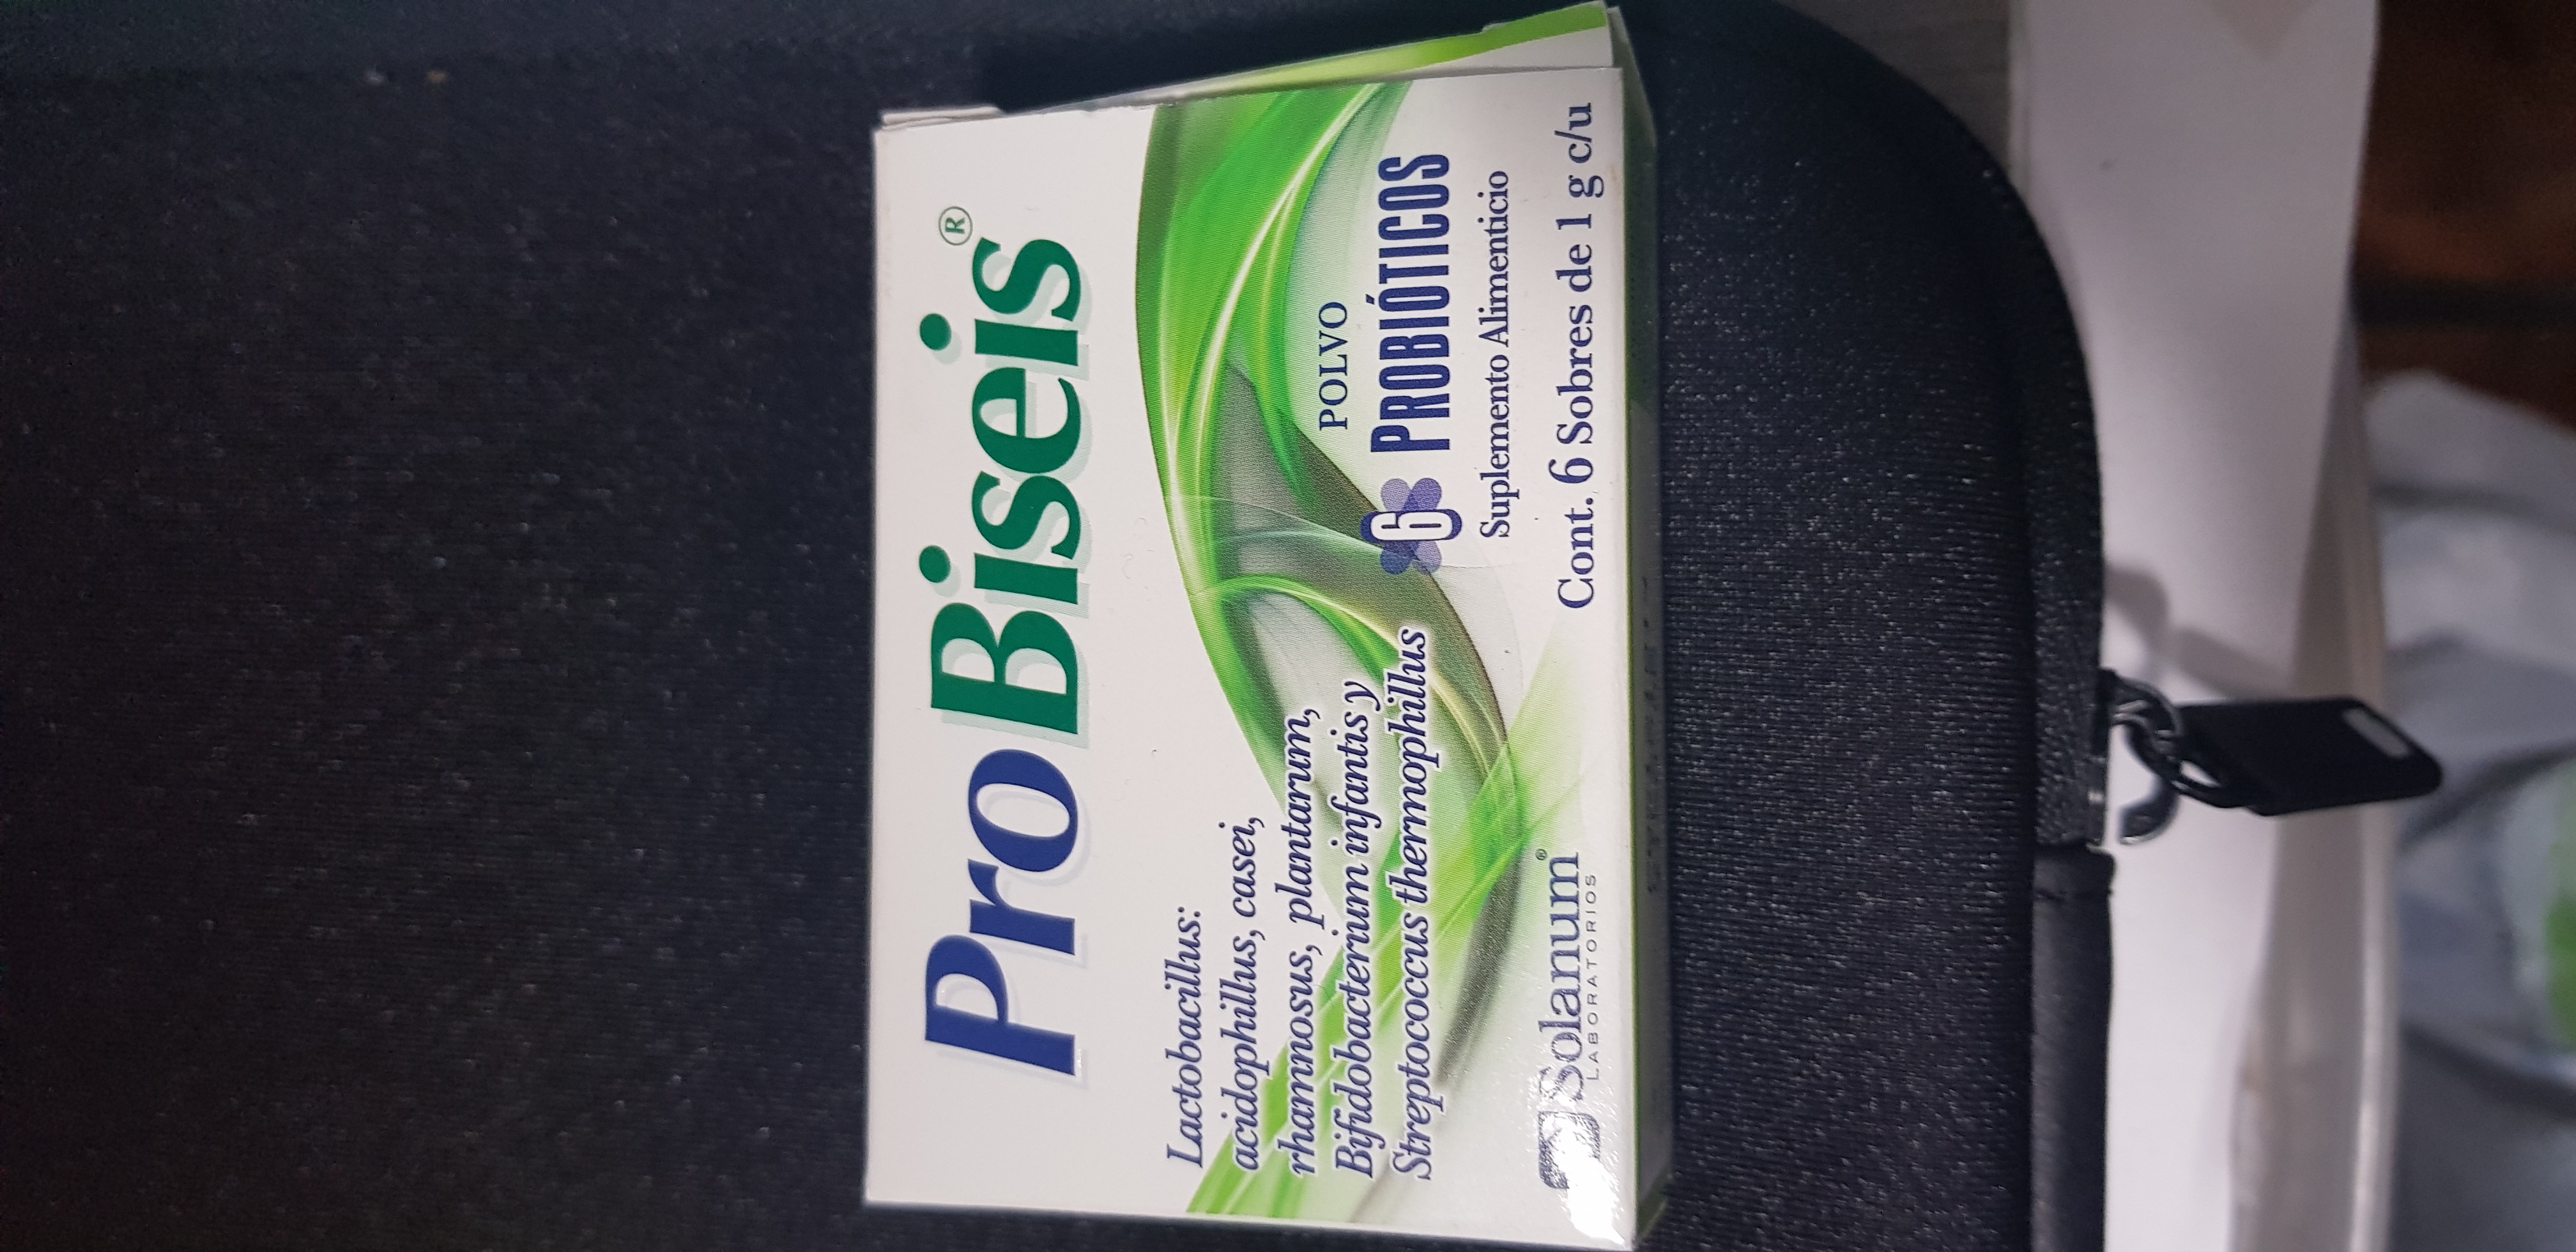 ProBiseis®
Lactobacillus:
acidophillus, casei,
rhamnosus, plantarum,
Bifidobacterium infantis y
Streptococcus thermophillus
POLVO
6 PROBIÓTICOS
Suplemento Alimenticio
Solanum®
LABORATORIOS
Cont. 6 Sobres de 1 g c/u